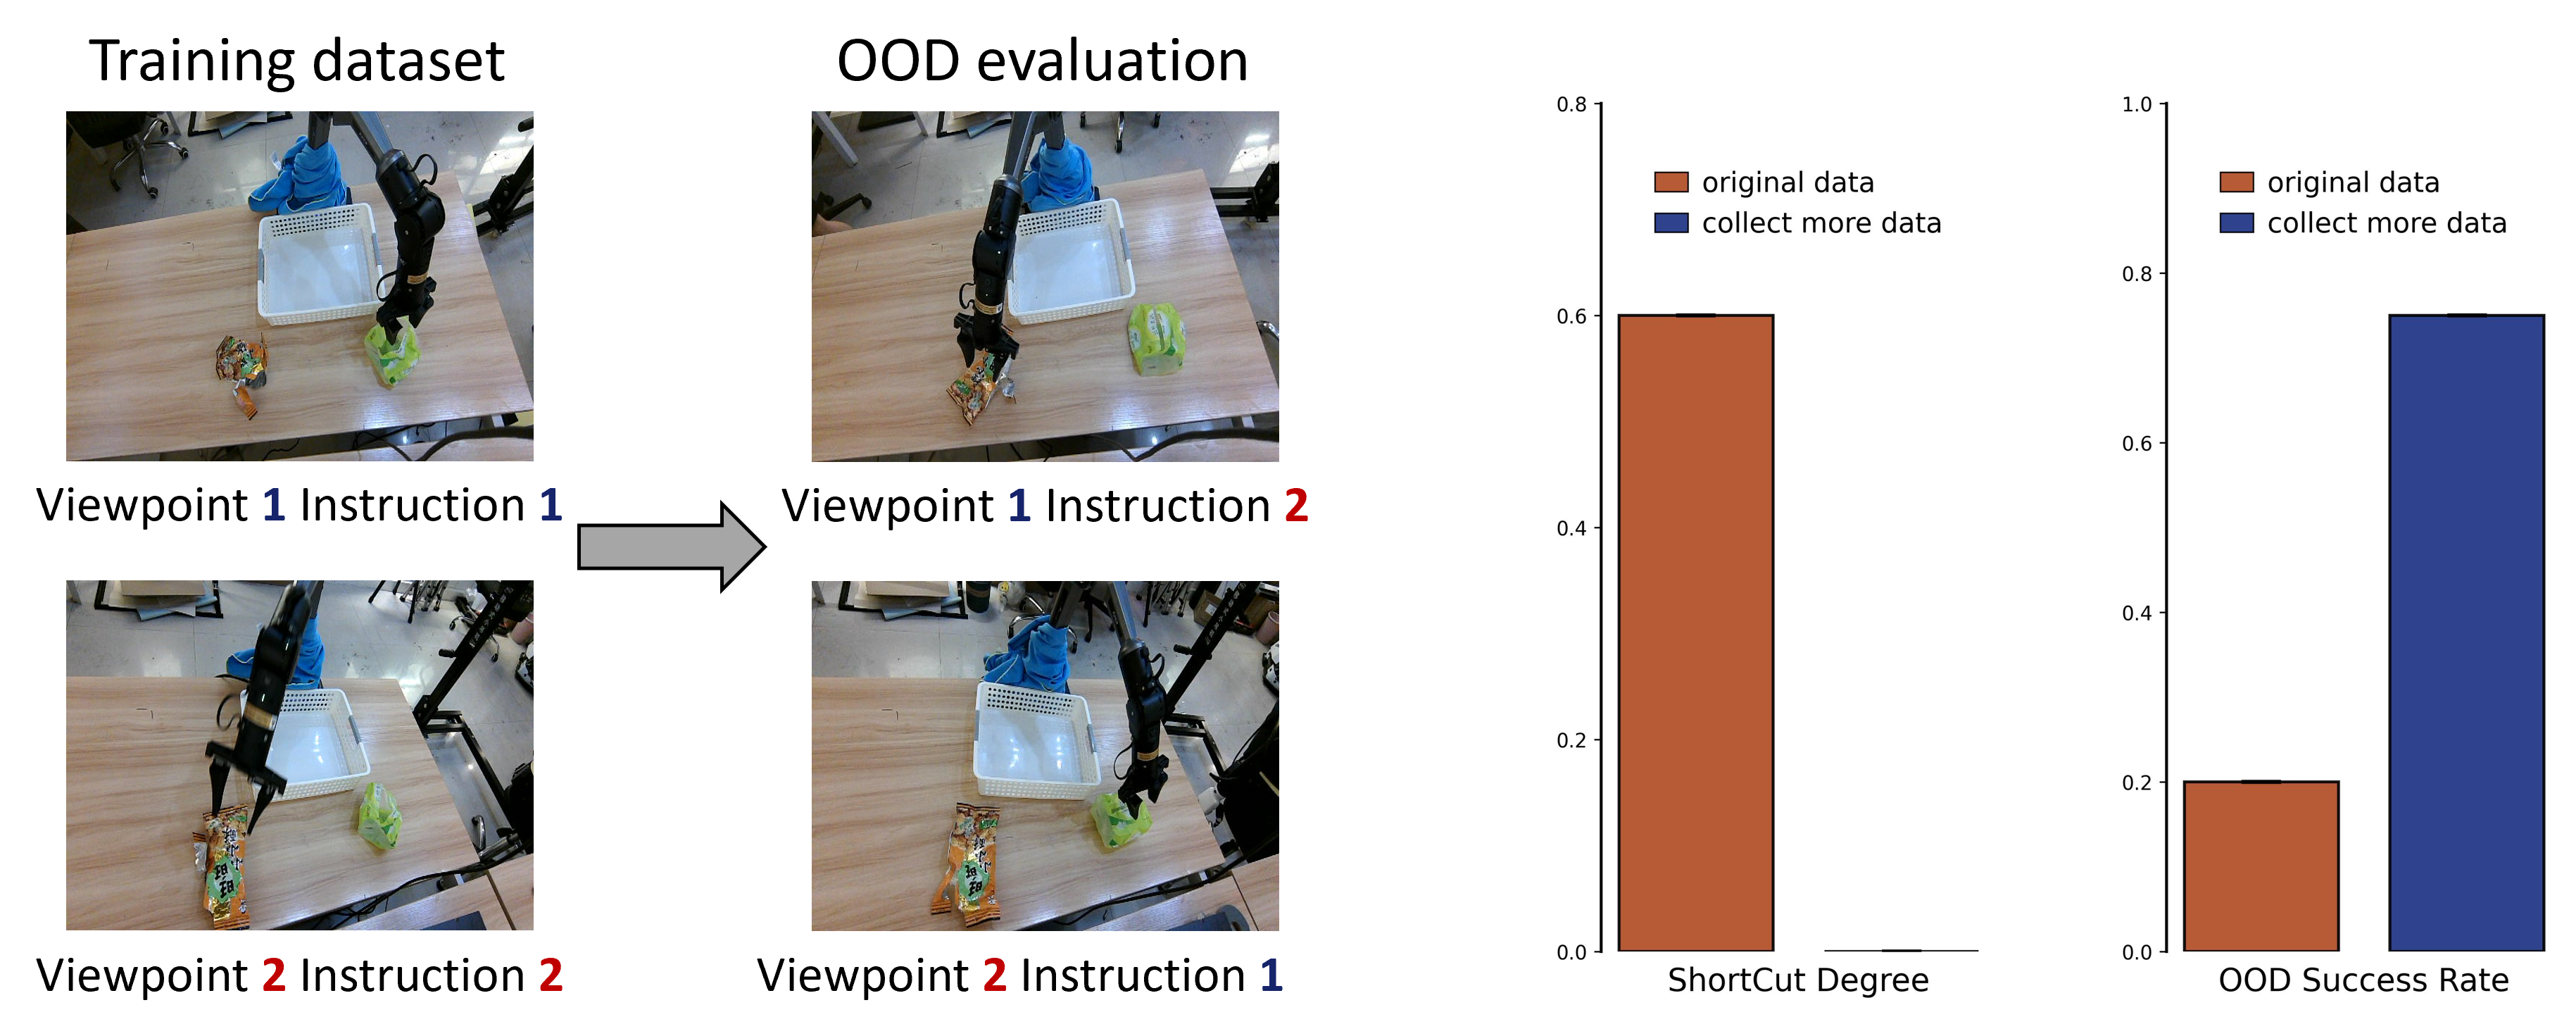 Training dataset
OOD evaluation
Viewpoint 1 Instruction 1
Viewpoint 1 Instruction 2
Viewpoint 2 Instruction 2
Viewpoint 2 Instruction 1
0.8
0.6
0.4
0.2
0.0
original data
collect more data
ShortCut Degree
1.0
0.8
0.6
0.4
0.2
0.0
original data
collect more data
OOD Success Rate